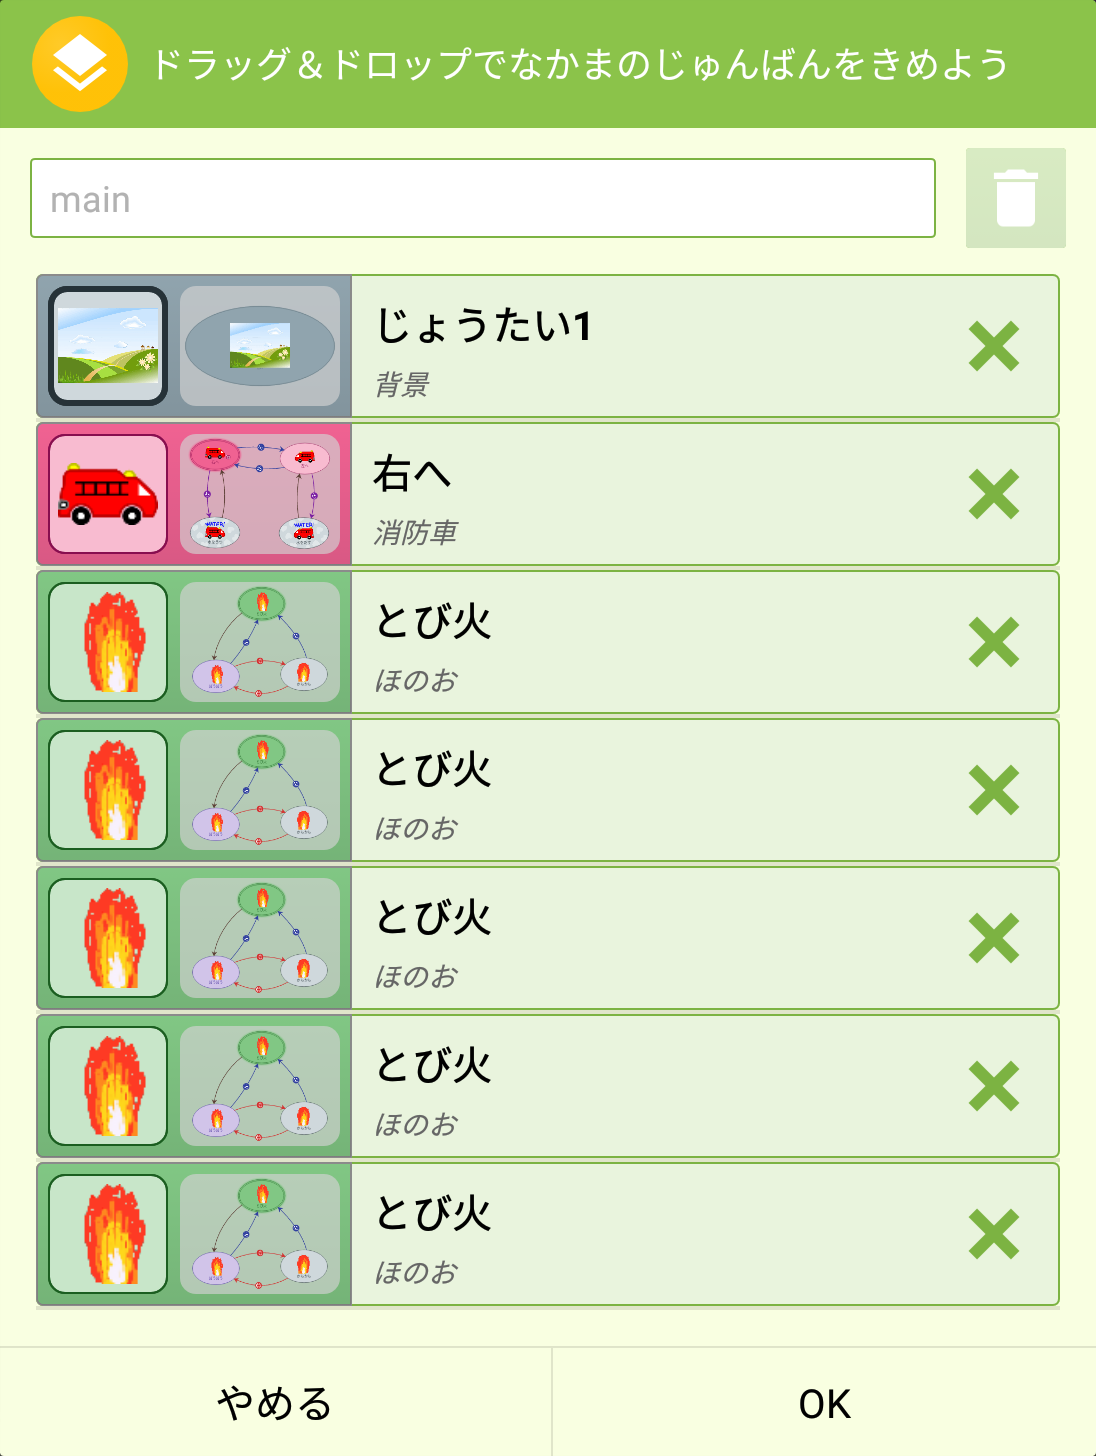 ドラッグ＆ドロップでなかまのじゅんばんをきめよう
main
じょうたい1
背景
右へ
消防車
とび火
ほのお
とび火
ほのお
とび火
ほのお
とび火
ほのお
とび火
ほのお
やめる
OK